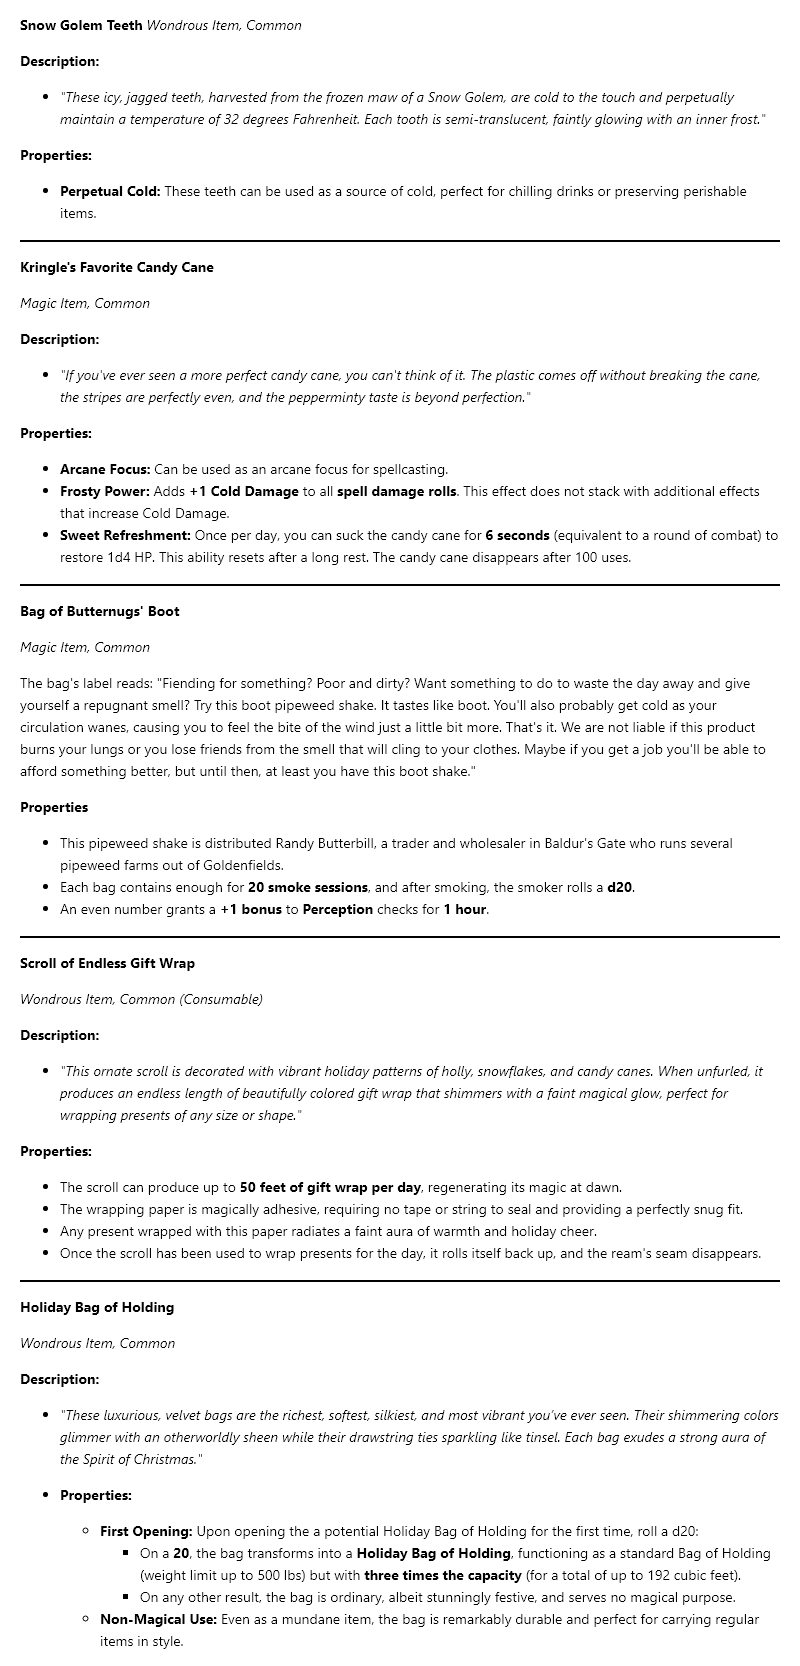 Snow Golem Teeth Wondrous Item, Common
Description:
• "These icy, jagged teeth, harvested from the frozen maw of a Snow Golem, are cold to the touch and perpetually
maintain a temperature of 32 degrees Fahrenheit. Each tooth is semi-translucent, faintly glowing with an inner frost."
Properties:
• Perpetual Cold: These teeth can be used as a source of cold, perfect for chilling drinks or preserving perishable
items.
Kringle's Favorite Candy Cane
Magic Item, Common
Description:
• "If you've ever seen a more perfect candy cane, you can't think of it. The plastic comes off without breaking the cane,
the stripes are perfectly even, and the pepperminty taste is beyond perfection."
Properties:
• Arcane Focus: Can be used as an arcane focus for spellcasting.
• Frosty Power: Adds +1 Cold Damage to all spell damage rolls. This effect does not stack with additional effects
that increase Cold Damage.
• Sweet Refreshment: Once per day, you can suck the candy cane for 6 seconds (equivalent to a round of combat) to
restore 1d4 HP. This ability resets after a long rest. The candy cane disappears after 100 uses.
Bag of Butternugs' Boot
Magic Item, Common
The bag's label reads: "Fiending for something? Poor and dirty? Want something to do to waste the day away and give
yourself a repugnant smell? Try this boot pipeweed shake. It tastes like boot. You'll also probably get cold as your
circulation wanes, causing you to feel the bite of the wind just a little bit more. That's it. We are not liable if this product
burns your lungs or you lose friends from the smell that will cling to your clothes. Maybe if you get a job you'll be able to
afford something better, but until then, at least you have this boot shake."
Properties
• This pipeweed shake is distributed Randy Butterbill, a trader and wholesaler in Baldur's Gate who runs several
pipeweed farms out of Goldenfields.
• Each bag contains enough for 20 smoke sessions, and after smoking, the smoker rolls a d20.
• An even number grants a +1 bonus to Perception checks for 1 hour.
Scroll of Endless Gift Wrap
Wondrous Item, Common (Consumable)
Description:
• "This ornate scroll is decorated with vibrant holiday patterns of holly, snowflakes, and candy canes. When unfurled, it
produces an endless length of beautifully colored gift wrap that shimmers with a faint magical glow, perfect for
wrapping presents of any size or shape."
Properties:
• The scroll can produce up to 50 feet of gift wrap per day, regenerating its magic at dawn.
• The wrapping paper is magically adhesive, requiring no tape or string to seal and providing a perfectly snug fit.
• Any present wrapped with this paper radiates a faint aura of warmth and holiday cheer.
• Once the scroll has been used to wrap presents for the day, it rolls itself back up, and the ream's seam disappears.
Holiday Bag of Holding
Wondrous Item, Common
Description:
• "These luxurious, velvet bags are the richest, softest, silkiest, and most vibrant you've ever seen. Their shimmering colors
glimmer with an otherworldly sheen while their drawstring ties sparkling like tinsel. Each bag exudes a strong aura of
the Spirit of Christmas."
• Properties:
◦ First Opening: Upon opening the a potential Holiday Bag of Holding for the first time, roll a d20:
▪ On a 20, the bag transforms into a Holiday Bag of Holding, functioning as a standard Bag of Holding
(weight limit up to 500 lbs) but with three times the capacity (for a total of up to 192 cubic feet).
▪ On any other result, the bag is ordinary, albeit stunningly festive, and serves no magical purpose.
◦ Non-Magical Use: Even as a mundane item, the bag is remarkably durable and perfect for carrying regular
items in style.